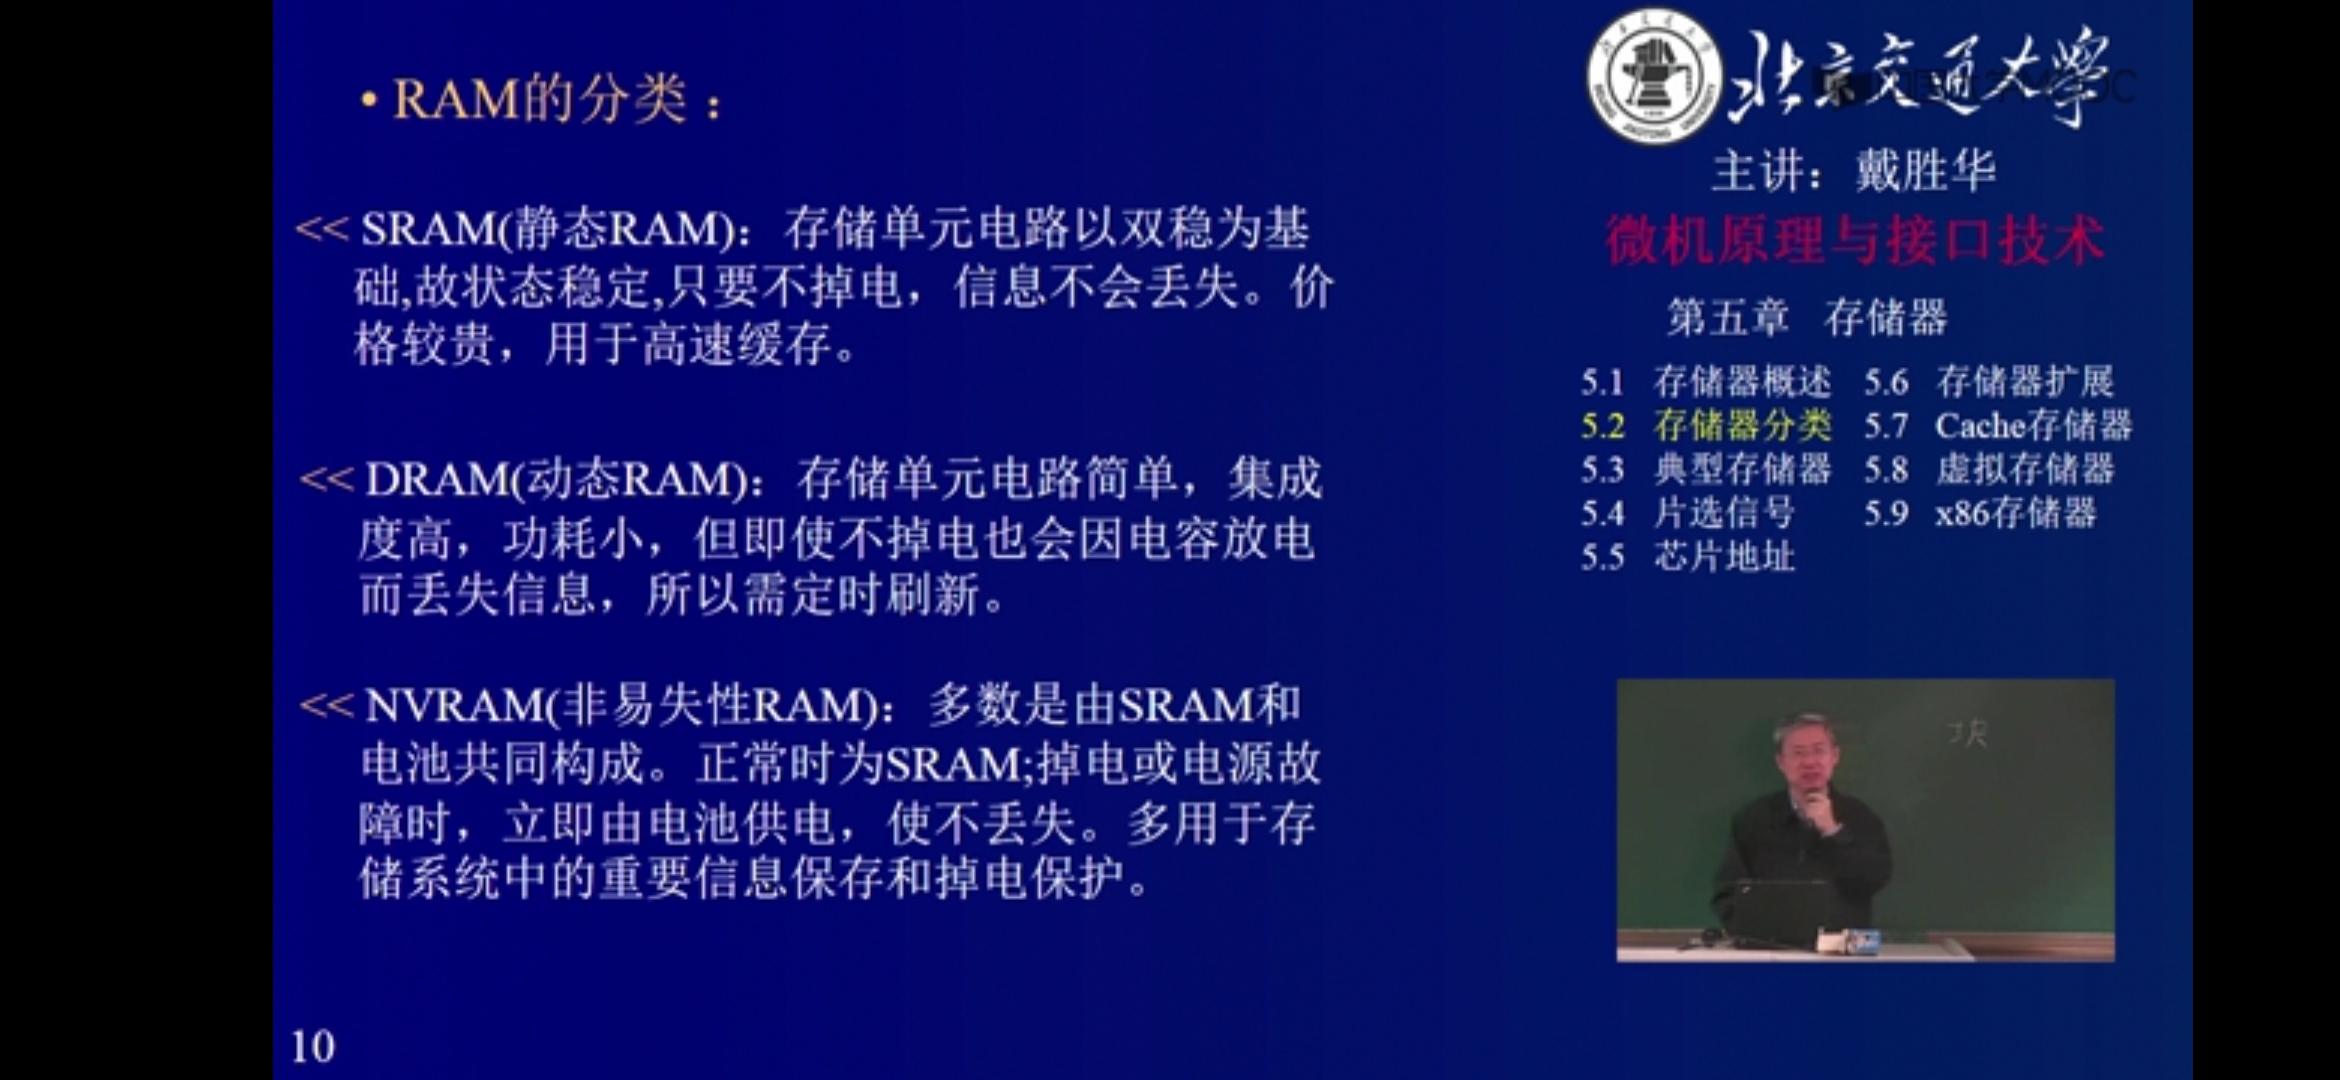 • RAM的分类：
<< SRAM(静态RAM)：存储单元电路以双稳为基
础,故状态稳定,只要不掉电，信息不会丢失。价
格较贵，用于高速缓存。
<< DRAM(动态RAM)：存储单元电路简单，集成
度高，功耗小，但即使不掉电也会因电容放电
而丢失信息，所以需定时刷新。
<< NVRAM(非易失性RAM)：多数是由SRAM和
电池共同构成。正常时为SRAM;掉电或电源故
障时，立即由电池供电，使不丢失。多用于存
储系统中的重要信息保存和掉电保护。
10
北京交通大学
主讲：戴胜华
微机原理与接口技术
第五章 存储器
5.1 存储器概述 5.6 存储器扩展
5.2 存储器分类 5.7 Cache存储器
5.3 典型存储器 5.8 虚拟存储器
5.4 片选信号 5.9 x86存储器
5.5 芯片地址